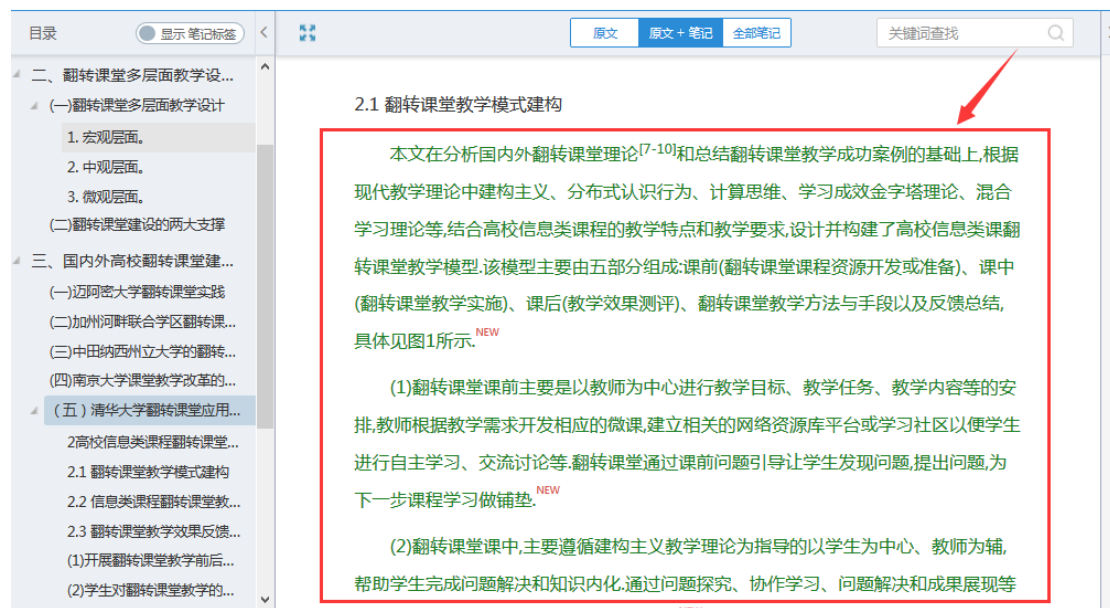 目录
显示 笔记标签
原文
原文 + 笔记
全部笔记
关键词查找
二、翻转课堂多层面教学设...
(一)翻转课堂多层面教学设计
1. 宏观层面。
2. 中观层面。
3. 微观层面。
(二)翻转课堂建设的两大支撑
三、国内外高校翻转课堂建...
(一)迈阿密大学翻转课堂实践
(二)加州河畔联合学区翻转课...
(三)中田纳西州立大学的翻转...
(四)南京大学课堂教学改革的...
(五）清华大学翻转课堂应用...
2高校信息类课程翻转课堂...
2.1 翻转课堂教学模式建构
2.2 信息类课程翻转课堂教...
2.3 翻转课堂教学效果反馈...
(1)开展翻转课堂教学前后...
(2)学生对翻转课堂教学的...
2.1 翻转课堂教学模式建构
本文在分析国内外翻转课堂理论[7-10]和总结翻转课堂教学成功案例的基础上,根据
现代教学理论中建构主义、分布式认识行为、计算思维、学习成效金字塔理论、混合
学习理论等,结合高校信息类课程的教学特点和教学要求,设计并构建了高校信息类课翻
转课堂教学模型.该模型主要由五部分组成:课前(翻转课堂课程资源开发或准备)、课中
(翻转课堂教学实施)、课后(教学效果测评)、翻转课堂教学方法与手段以及反馈总结,
具体见图1所示.NEW
(1)翻转课堂课前主要是以教师为中心进行教学目标、教学任务、教学内容等的安
排,教师根据教学需求开发相应的微课,建立相关的网络资源库平台或学习社区以便学生
进行自主学习、交流讨论等.翻转课堂通过课前问题引导让学生发现问题,提出问题,为
下一步课程学习做铺垫.NEW
(2)翻转课堂课中,主要遵循建构主义教学理论为指导的以学生为中心、教师为辅,
帮助学生完成问题解决和知识内化.通过问题探究、协作学习、问题解决和成果展现等